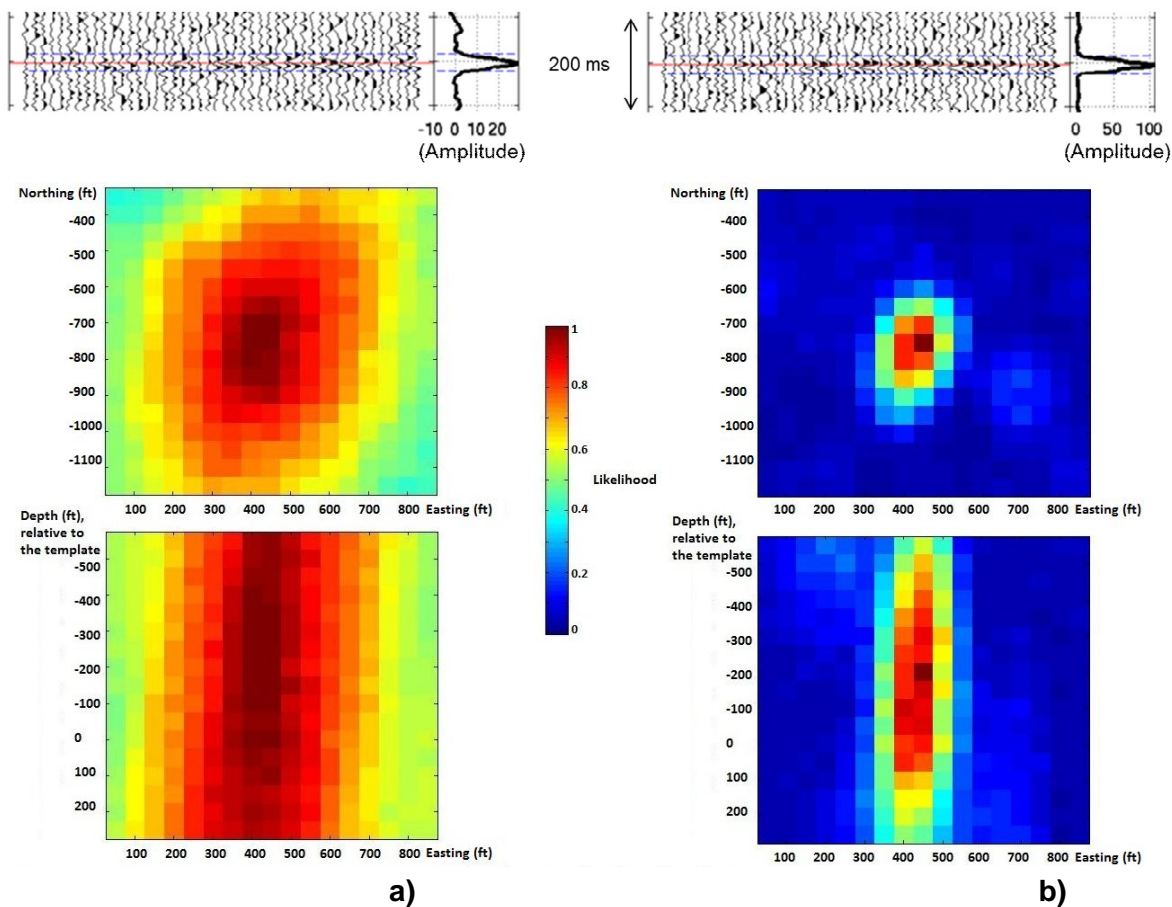 200 ms
-10 0 10 20
(Amplitude)
0 50 100
(Amplitude)
Northing (ft)
-400
-500
-600
-700
-800
-900
-1000
-1100
100 200 300 400 500 600 700 800 Easting (ft)
Depth (ft),
relative to
the template
-500
-400
-300
-200
-100
0
100
200
100 200 300 400 500 600 700 800 Easting (ft)
a)
1
0.8
0.6
Likelihood
0.4
0.2
0
Northing (ft)
-400
-500
-600
-700
-800
-900
-1000
-1100
100 200 300 400 500 600 700 800 Easting (ft)
Depth (ft),
relative to
the template
-500
-400
-300
-200
-100
0
100
200
100 200 300 400 500 600 700 800 Easting (ft)
b)